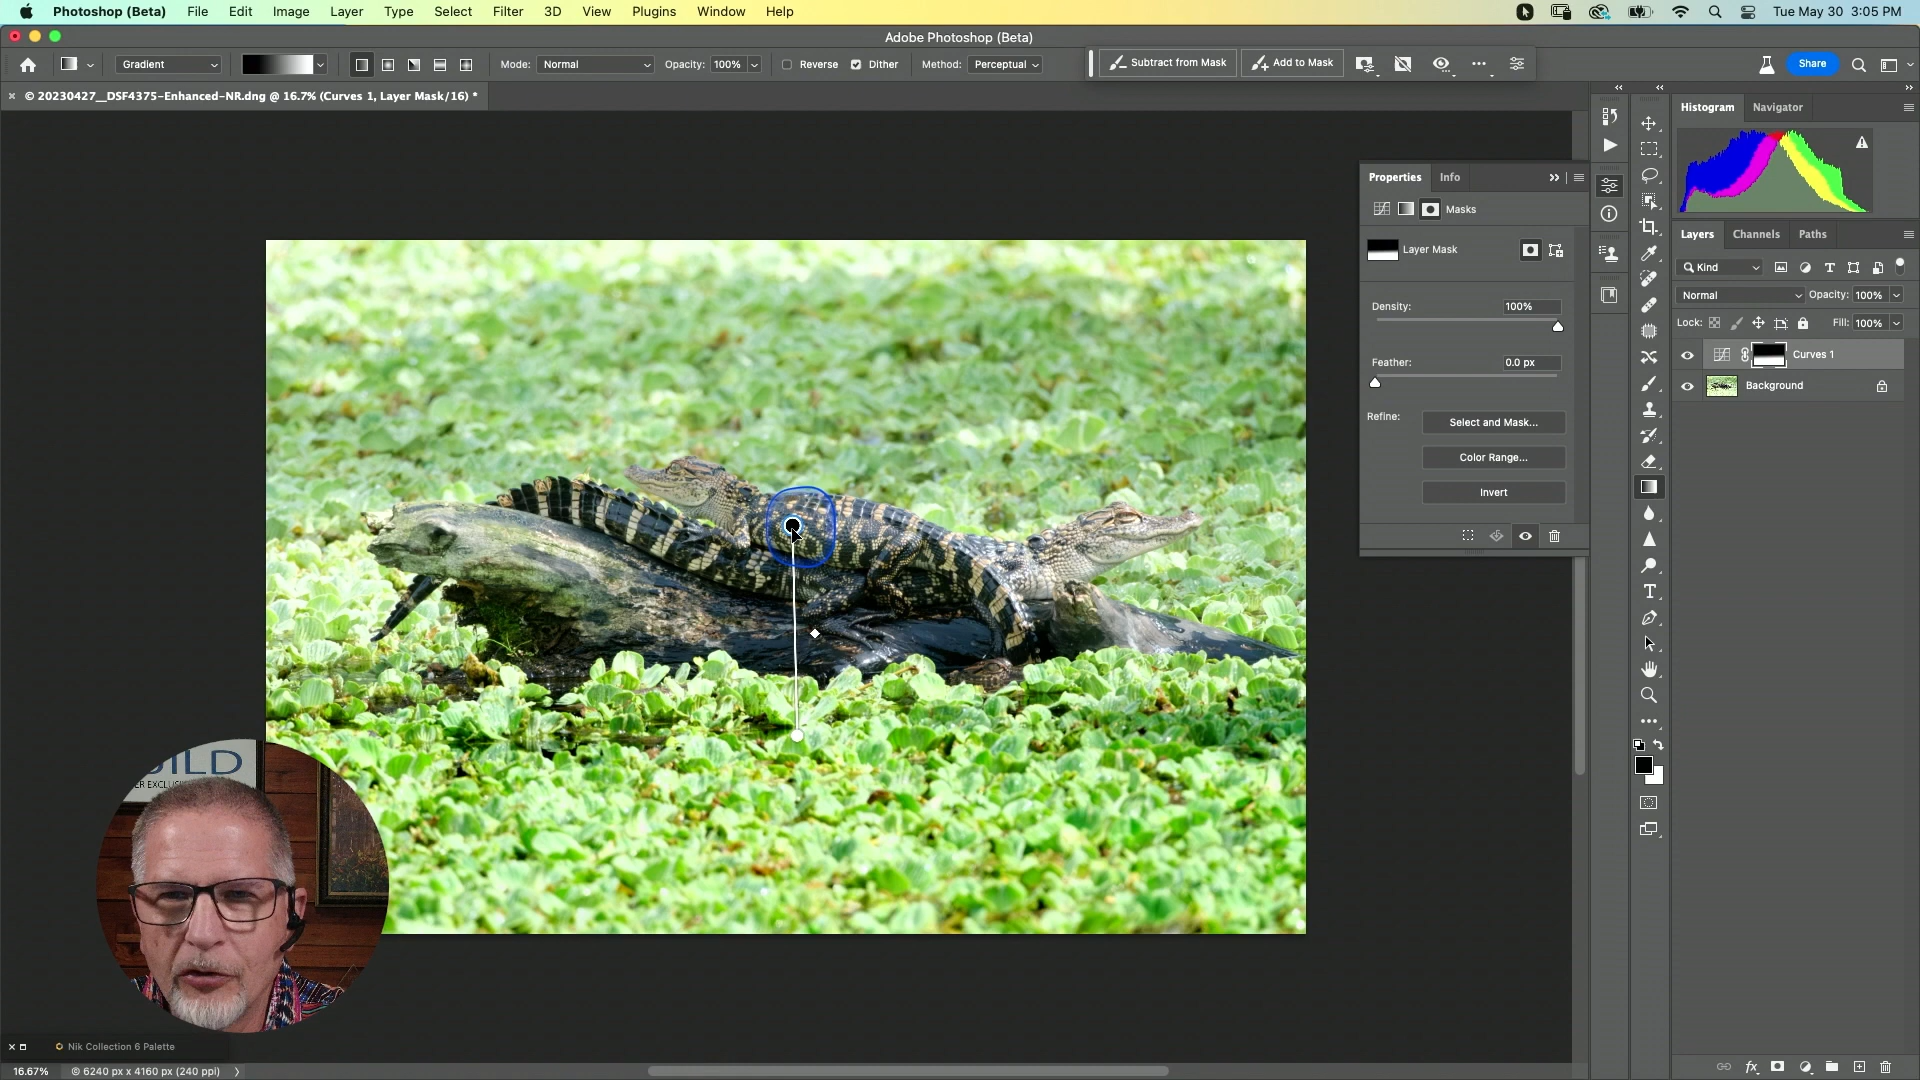 Photoshop (Beta) File Edit Image Layer Type Select Filter 3D View Plugins Window Help Tue May 30 3:05 PM
Adobe Photoshop (Beta)
Gradient Mode: Normal Opacity: 100% Reverse Dither Method: Perceptual Subtract from Mask Add to Mask Share
© 20230427__DSF4375-Enhanced-NR.dng @ 16.7% (Curves 1, Layer Mask/16) *
Histogram Navigator
Properties Info
Masks
Layer Mask
Density: 100%
Feather: 0.0 px
Refine: Select and Mask...
Color Range...
Invert
Layers Channels Paths
Kind
Normal Opacity: 100%
Lock: Fill: 100%
Curves 1
Background
Nik Collection 6 Palette
16.67% © 6240 px x 4160 px (240 ppi)